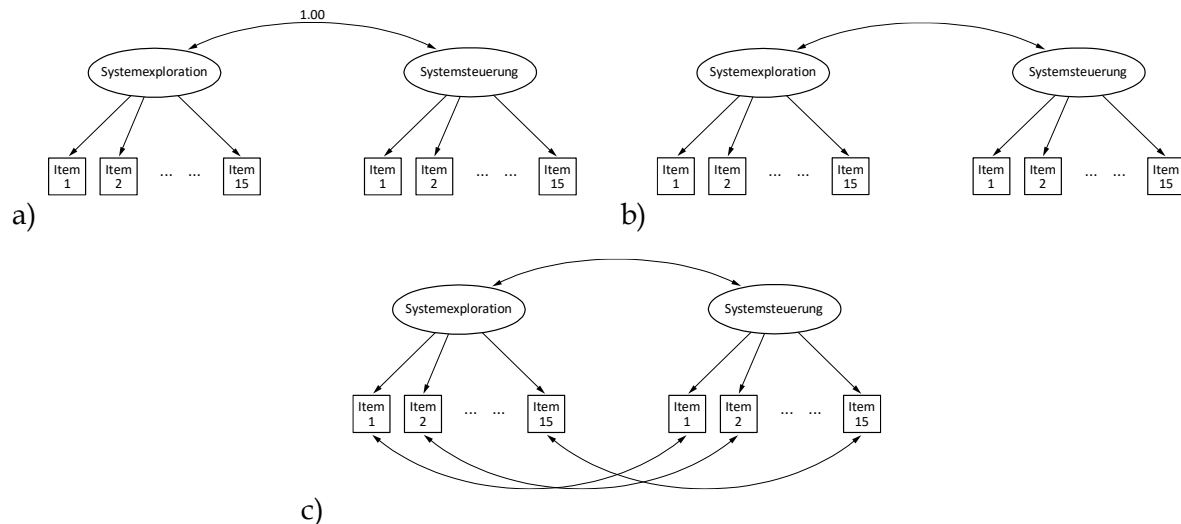 1.00
Systemexploration
Systemsteuerung
Item
1
Item
2
... ...
Item
15
Item
1
Item
2
... ...
Item
15
a)
Systemexploration
Systemsteuerung
Item
1
Item
2
... ...
Item
15
Item
1
Item
2
... ...
Item
15
b)
Systemexploration
Systemsteuerung
Item
1
Item
2
... ...
Item
15
Item
1
Item
2
... ...
Item
15
c)